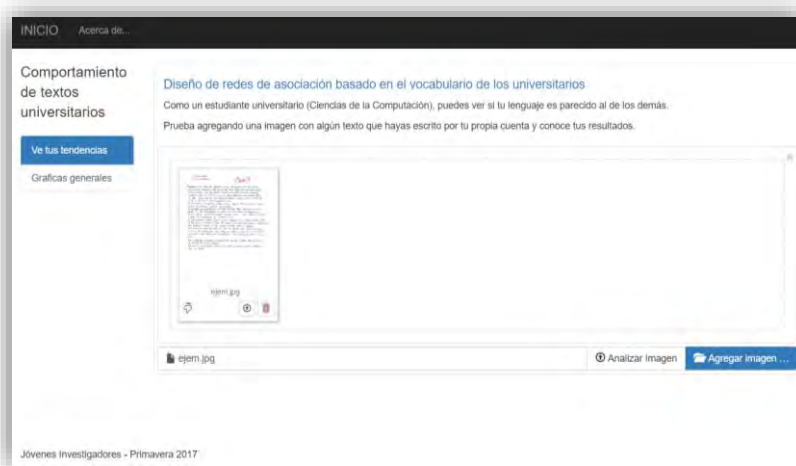 INICIO Acerca de...
Comportamiento
de textos
universitarios
Ve tus tendencias
Graficas generales
Diseño de redes de asociación basado en el vocabulario de los universitarios
Como un estudiante universitario (Ciencias de la Computación), puedes ver si tu lenguaje es parecido al de los demás.
Prueba agregando una imagen con algún texto que hayas escrito por tu propia cuenta y conoce tus resultados.
ejem.jpg
ejem.jpg
Analizar Imagen
Agregar imagen ...
Jóvenes Investigadores - Primavera 2017